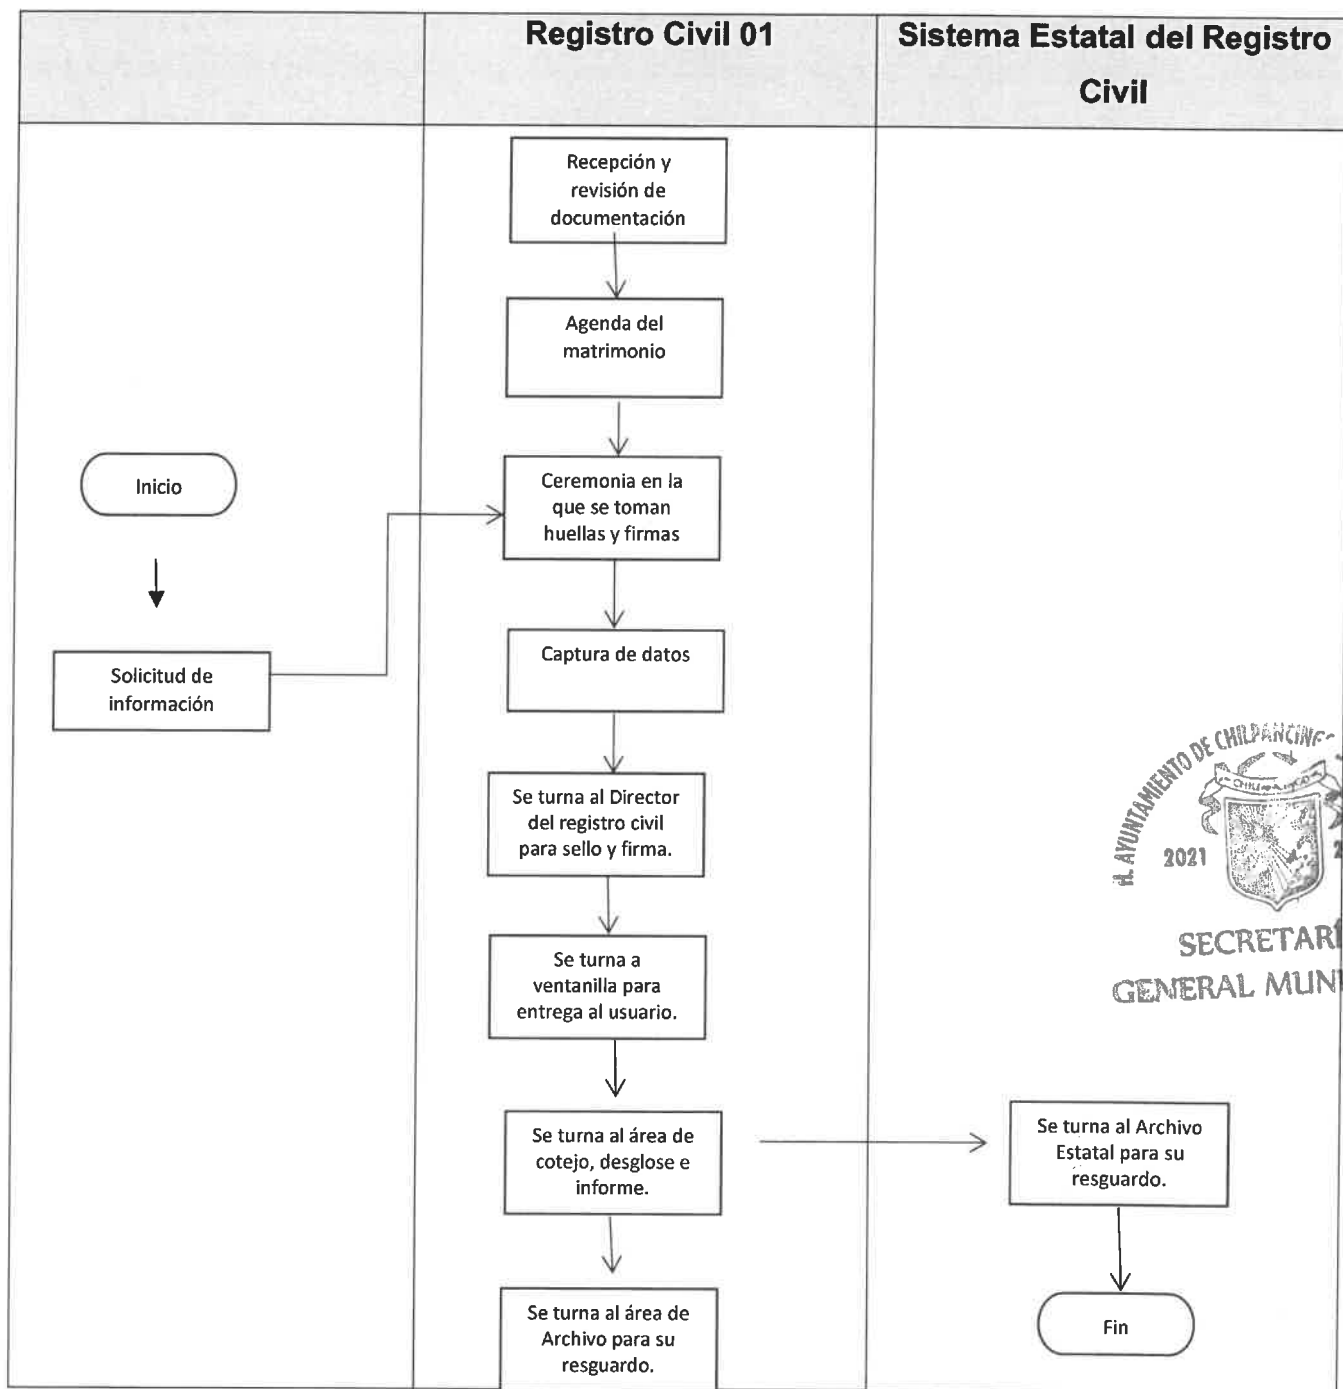 Registro Civil 01
Sistema Estatal del Registro
Civil
Recepción y
revisión de
documentación
Agenda del
matrimonio
Inicio
Ceremonia en la
que se toman
huellas y firmas
Solicitud de
información
Captura de datos
Se turna al Director
del registro civil
para sello y firma.
H. AYUNTAMIENTO DE
2021
SECRETARI
GENERAL MUN
Se turna a
ventanilla para
entrega al usuario.
Se turna al área de
cotejo, desglose e
informe.
Se turna al Archivo
Estatal para su
resguardo.
Se turna al área de
Archivo para su
resguardo.
Fin